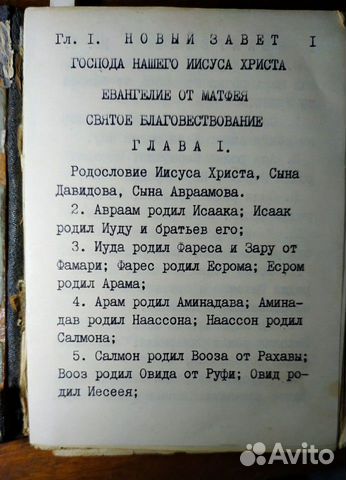 Гл. I. НОВЫЙ ЗАВЕТ I
ГОСПОДА НАШЕГО ИИСУСА ХРИСТА
ЕВАНГЕЛИЕ ОТ МАТФЕЯ
СВЯТОЕ БЛАГОВЕСТВОВАНИЕ
ГЛАВА I.
Родословие Иисуса Христа, Сына
Давидова, Сына Авраамова.
2. Авраам родил Исаака; Исаак
родил Иуду и братьев его;
3. Иуда родил Фареса и Зару от
Фамари; Фарес родил Есрома; Есром
родил Арама;
4. Арам родил Аминадава; Амина-
дав родил Наассона; Наассон родил
Салмона;
5. Салмон родил Вооза от Рахавы;
Вооз родил Овида от Руфи; Овид ро-
дил Иесеея;
Avito